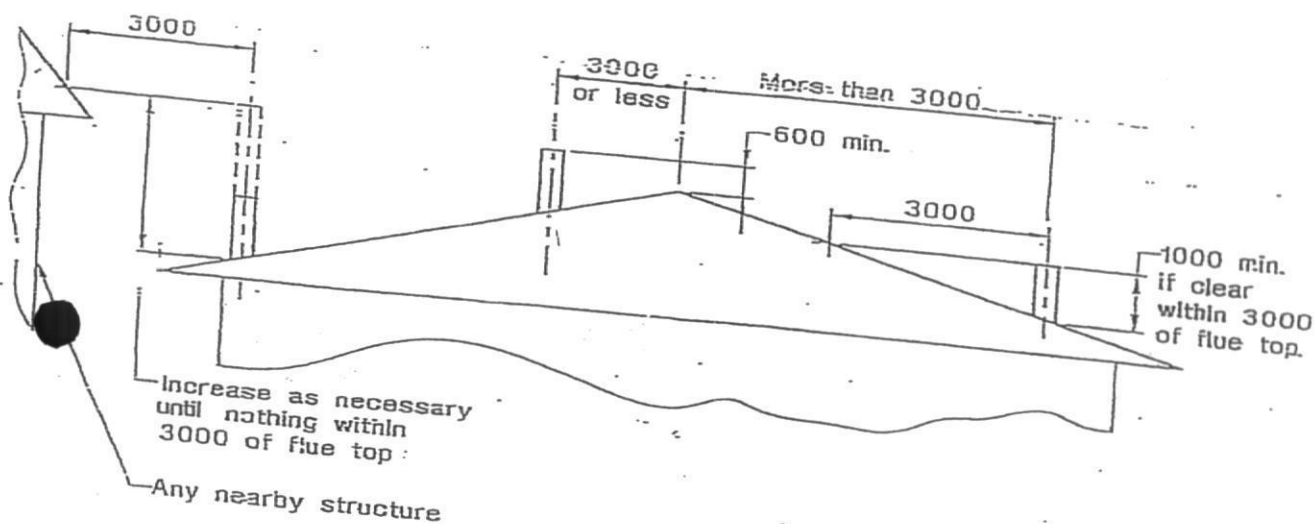 3000
3000
or less
More than 3000
600 min.
3000
1000 min.
if clear
within 3000
of flue top.
Increase as necessary
until nothing within
3000 of flue top
Any nearby structure